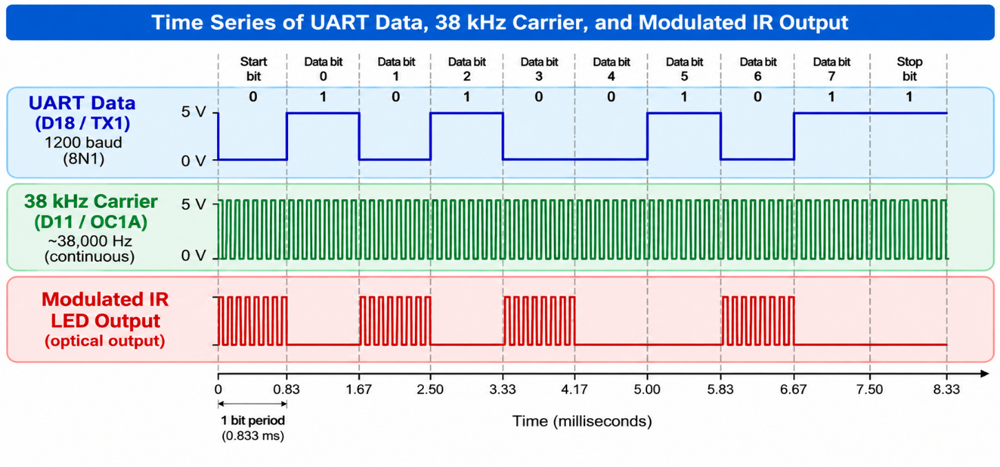 Time Series of UART Data, 38 kHz Carrier, and Modulated IR Output
Start bit
Data bit 0
Data bit 1
Data bit 2
Data bit 3
Data bit 4
Data bit 5
Data bit 6
Data bit 7
Stop bit
0 1 0 1 0 0 1 0 1 1
UART Data
(D18 / TX1)
1200 baud
(8N1)
5 V
0 V
38 kHz Carrier
(D11 / OC1A)
~38,000 Hz
(continuous)
5 V
0 V
Modulated IR
LED Output
(optical output)
0 0.83 1.67 2.50 3.33 4.17 5.00 5.83 6.67 7.50 8.33
1 bit period
(0.833 ms)
Time (milliseconds)